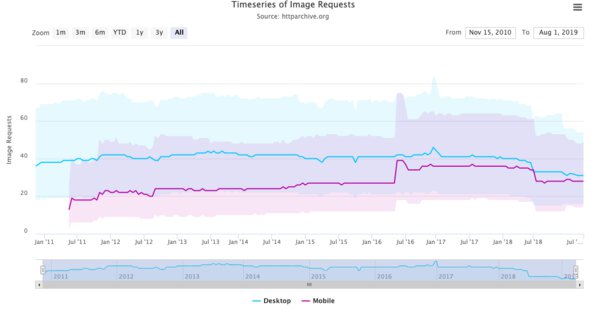 Timeseries of Image Requests
Source: httparchive.org
Zoom 1m 3m 6m YTD 1y 3y All From Nov 15, 2010 To Aug 1, 2019
80
60
40
20
0
Image Requests
Jan '11 Jul '11 Jan '12 Jul '12 Jan '13 Jul '13 Jan '14 Jul '14 Jan '15 Jul '15 Jan '16 Jul '16 Jan '17 Jul '17 Jan '18 Jul '18 Jul '…
2011 2012 2013 2014 2015 2016 2017 2018 2019
Desktop Mobile